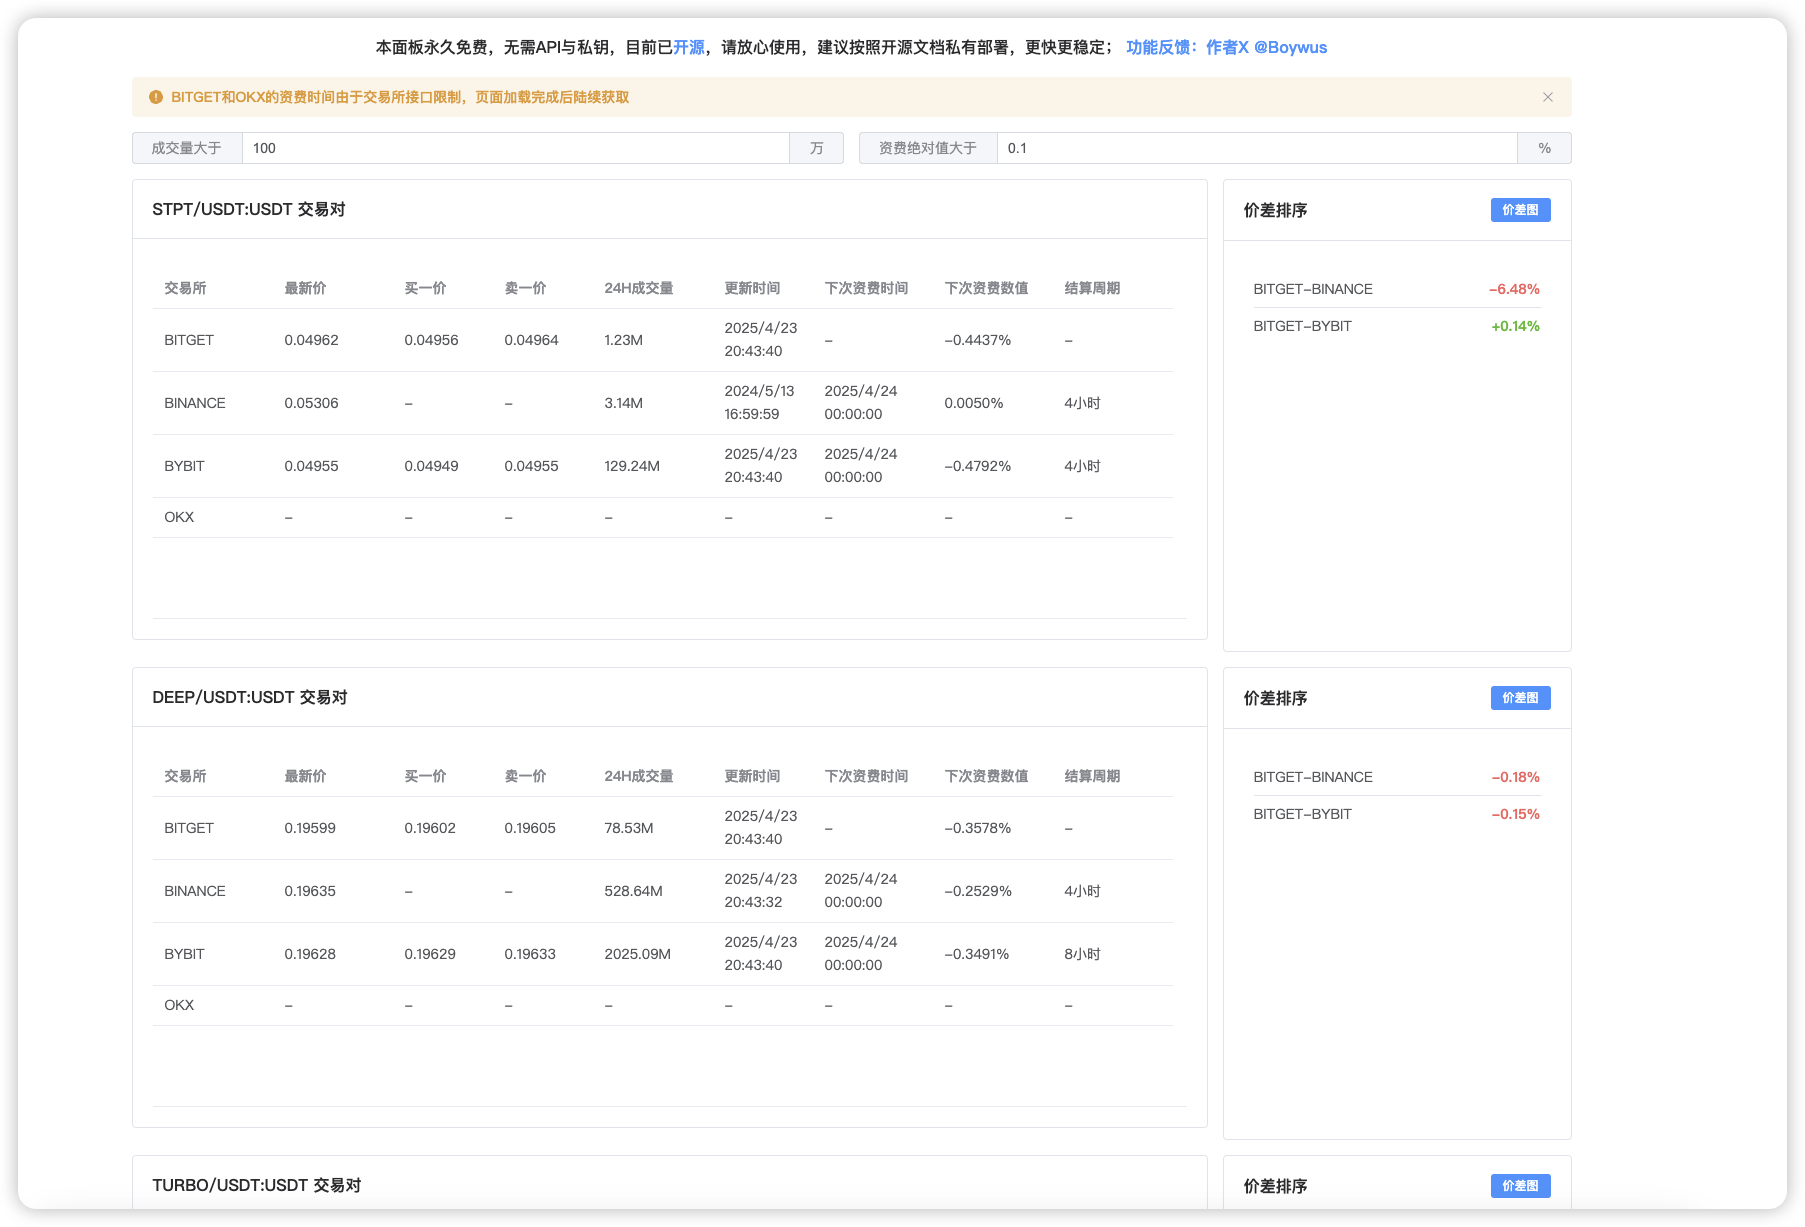 本面板永久免费，无需API与私钥，目前已开源，请放心使用，建议按照开源文档私有部署，更快更稳定； 功能反馈：作者X @Boywus
BITGET和OKX的资费时间由于交易所接口限制，页面加载完成后陆续获取
成交量大于 100 万 资费绝对值大于 0.1 %
STPT/USDT:USDT 交易对
交易所 最新价 买一价 卖一价 24H成交量 更新时间 下次资费时间 下次资费数值 结算周期
BITGET 0.04962 0.04956 0.04964 1.23M 2025/4/23 20:43:40 – –0.4437% –
BINANCE 0.05306 – – 3.14M 2024/5/13 16:59:59 2025/4/24 00:00:00 0.0050% 4小时
BYBIT 0.04955 0.04949 0.04955 129.24M 2025/4/23 20:43:40 2025/4/24 00:00:00 –0.4792% 4小时
OKX – – – – – – – –
价差排序 价差图
BITGET–BINANCE –6.48%
BITGET–BYBIT +0.14%
DEEP/USDT:USDT 交易对
交易所 最新价 买一价 卖一价 24H成交量 更新时间 下次资费时间 下次资费数值 结算周期
BITGET 0.19599 0.19602 0.19605 78.53M 2025/4/23 20:43:40 – –0.3578% –
BINANCE 0.19635 – – 528.64M 2025/4/23 20:43:32 2025/4/24 00:00:00 –0.2529% 4小时
BYBIT 0.19628 0.19629 0.19633 2025.09M 2025/4/23 20:43:40 2025/4/24 00:00:00 –0.3491% 8小时
OKX – – – – – – – –
价差排序 价差图
BITGET–BINANCE –0.18%
BITGET–BYBIT –0.15%
TURBO/USDT:USDT 交易对
价差排序 价差图